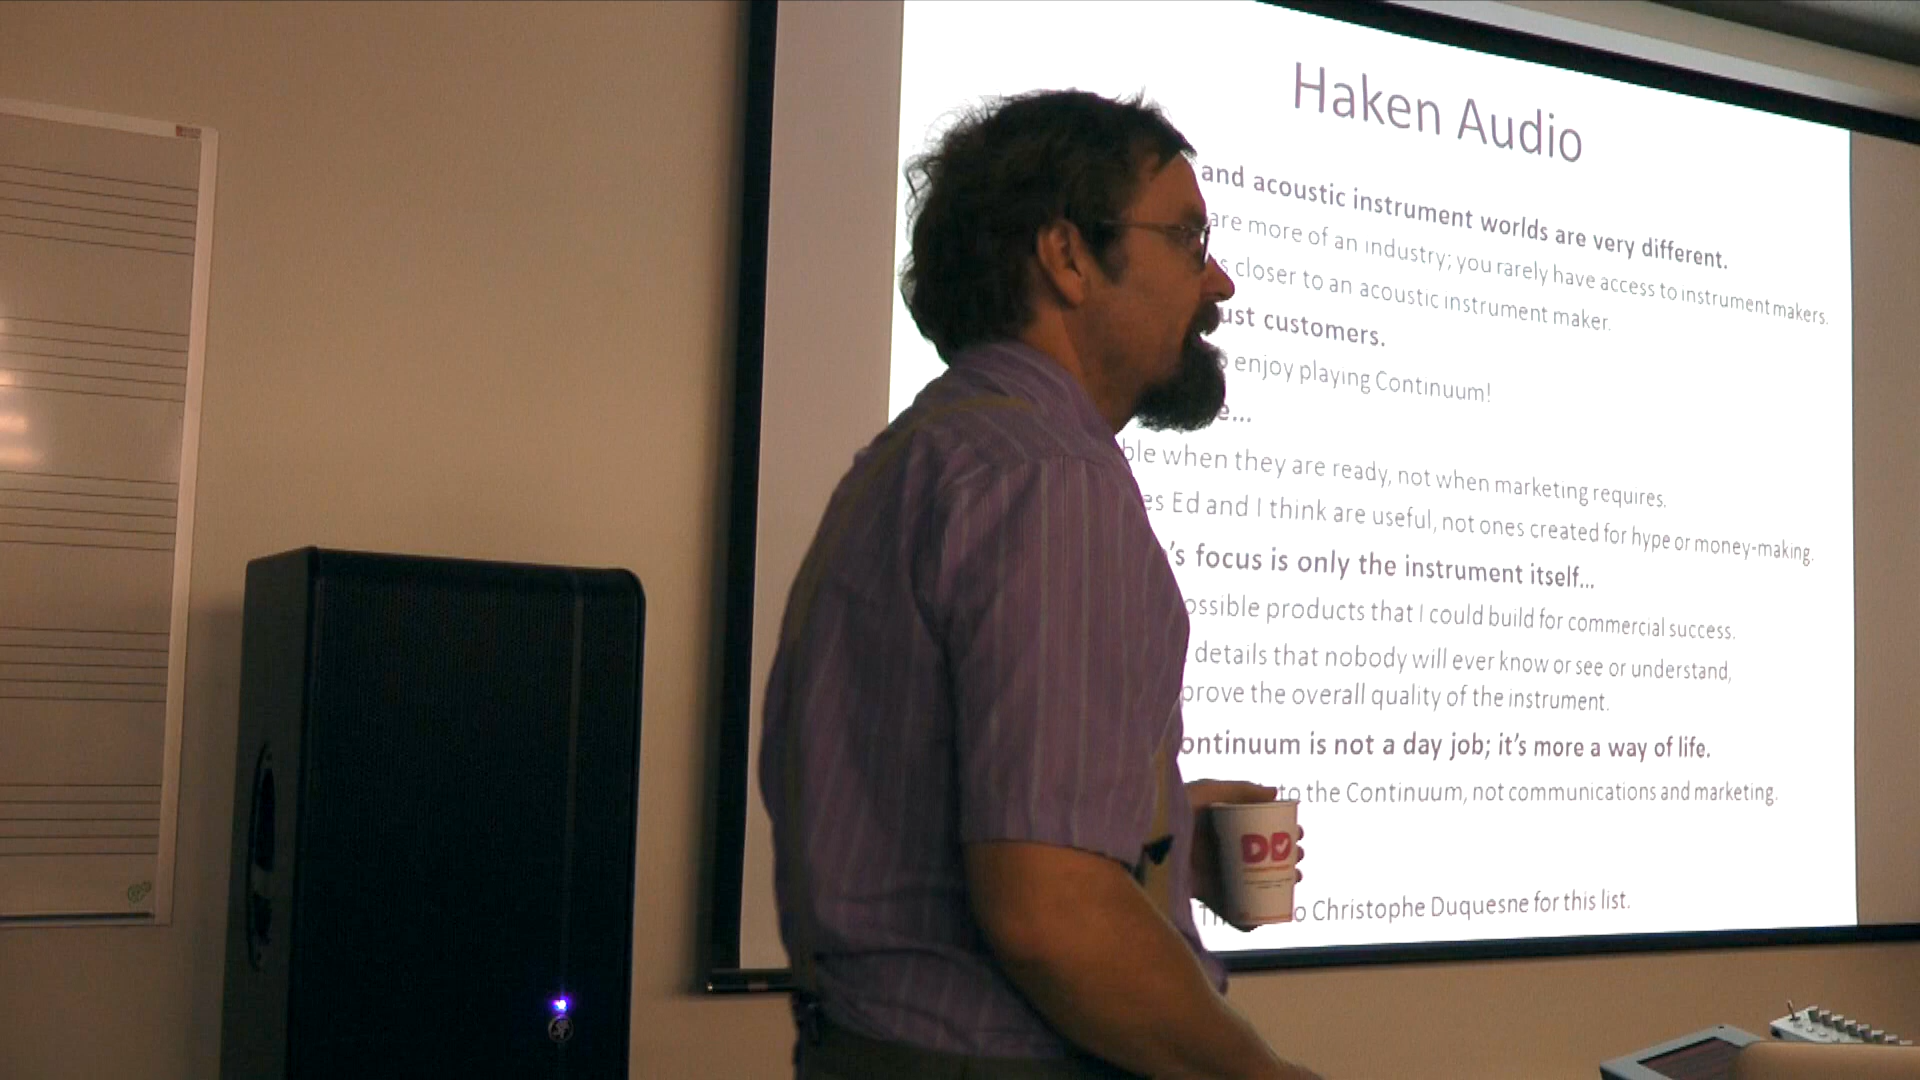 Haken Audio
and acoustic instrument worlds are very different.
are more of an industry; you rarely have access to instrument makers.
closer to an acoustic instrument maker.
ust customers.
enjoy playing Continuum!
e...
ble when they are ready, not when marketing requires.
es Ed and I think are useful, not ones created for hype or money-making.
's focus is only the instrument itself...
ossible products that I could build for commercial success.
details that nobody will ever know or see or understand,
prove the overall quality of the instrument.
ontinuum is not a day job; it's more a way of life.
to the Continuum, not communications and marketing.
DD
o Christophe Duquesne for this list.